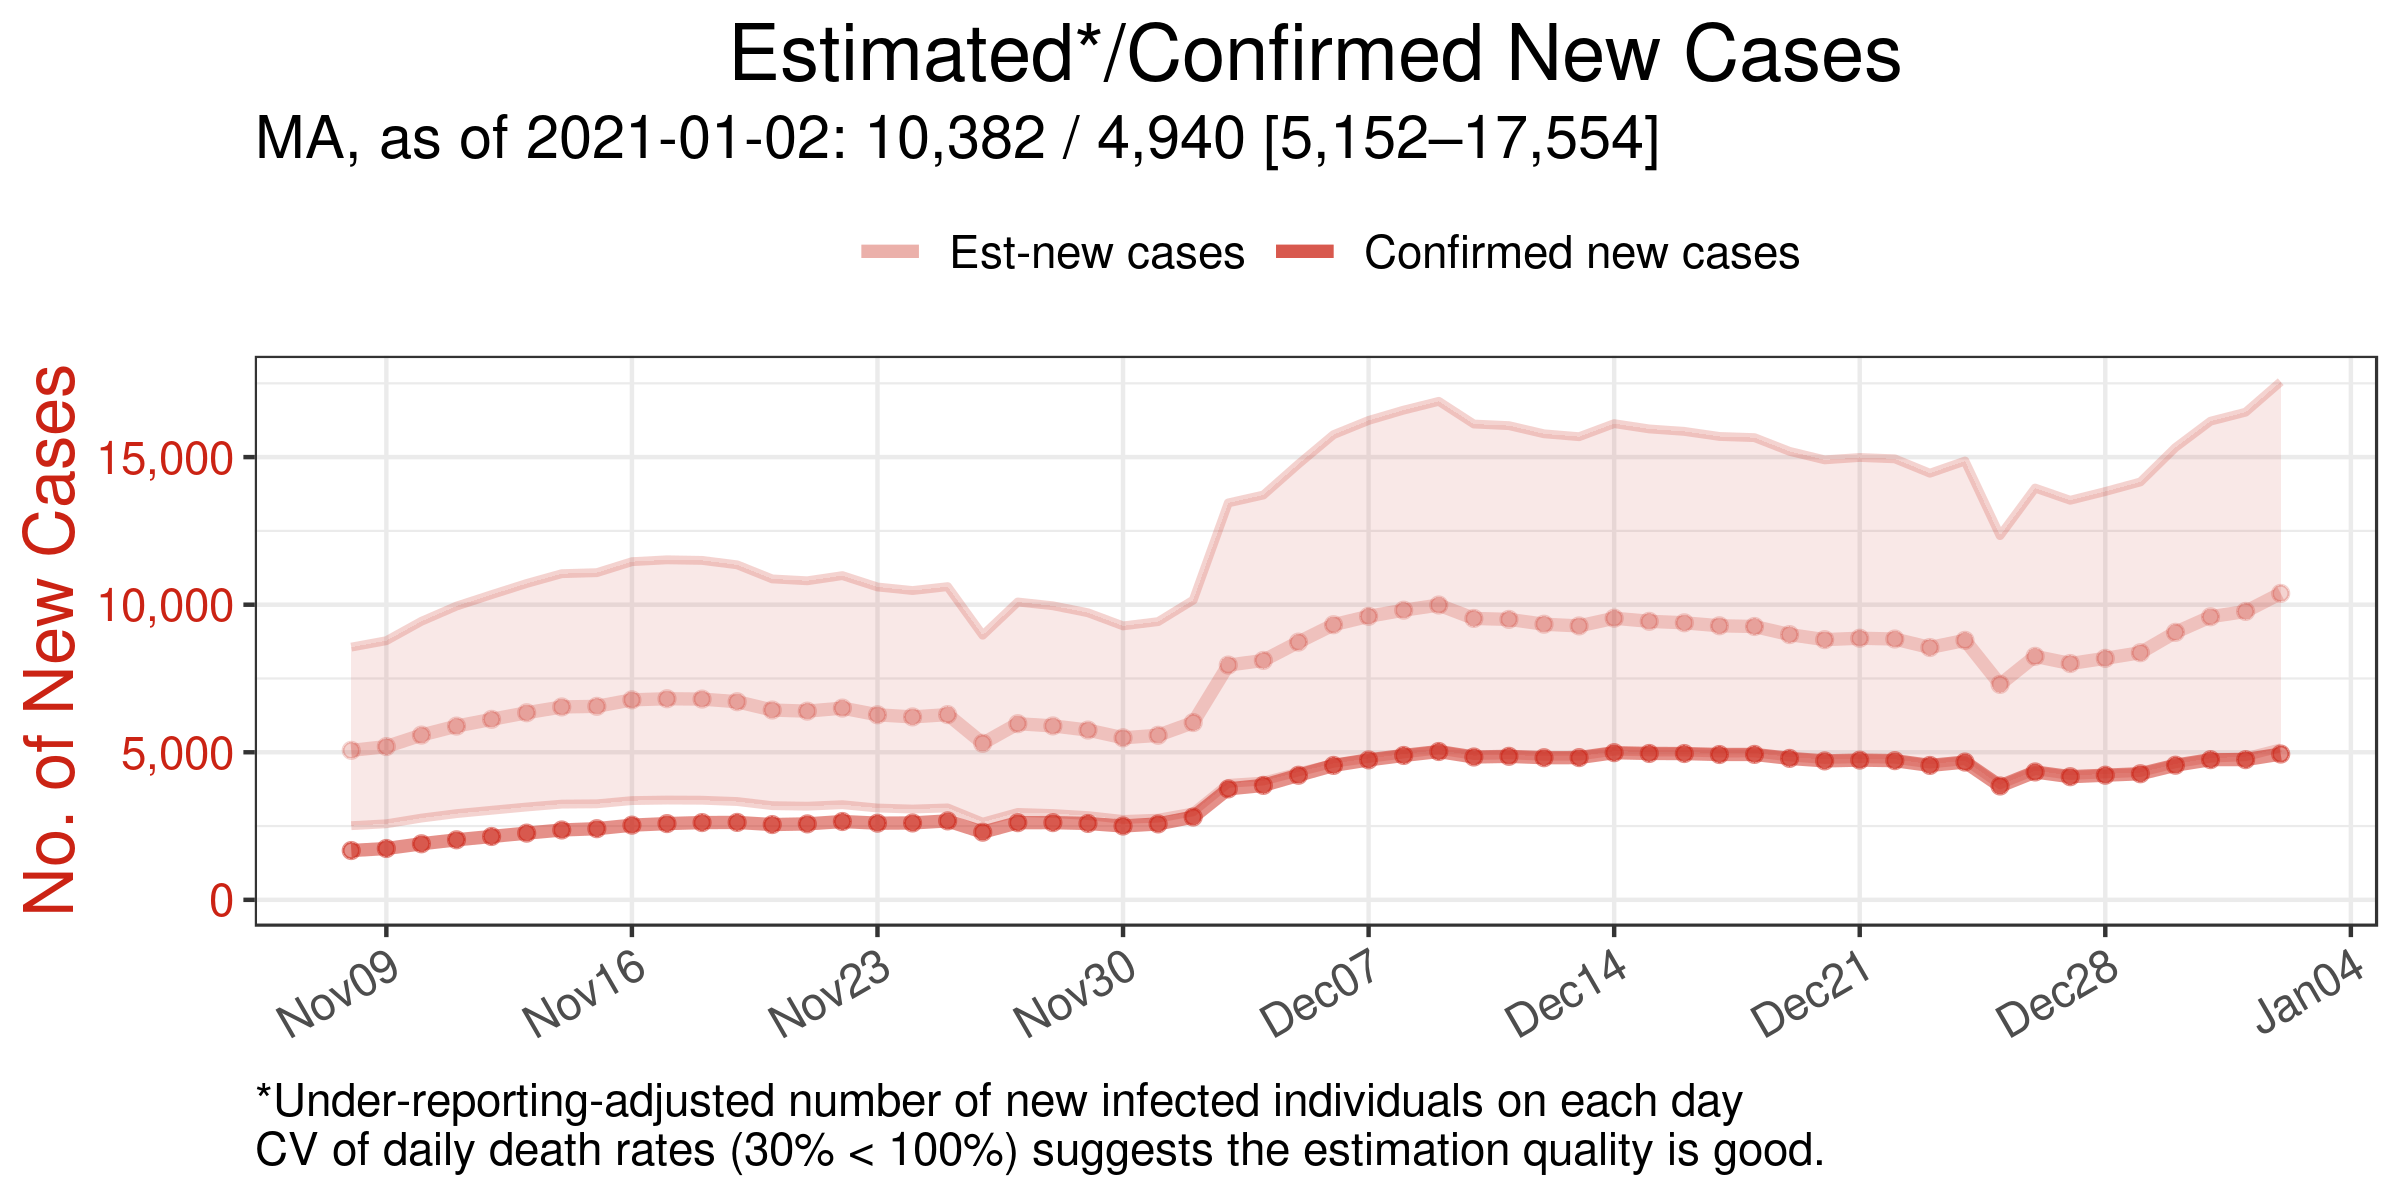 Estimated*/Confirmed New Cases
MA, as of 2021-01-02: 10,382 / 4,940 [5,152–17,554]
Est-new cases
Confirmed new cases
No. of New Cases
15,000
10,000
5,000
0
Nov09
Nov16
Nov23
Nov30
Dec07
Dec14
Dec21
Dec28
Jan04
*Under-reporting-adjusted number of new infected individuals on each day
CV of daily death rates (30% < 100%) suggests the estimation quality is good.